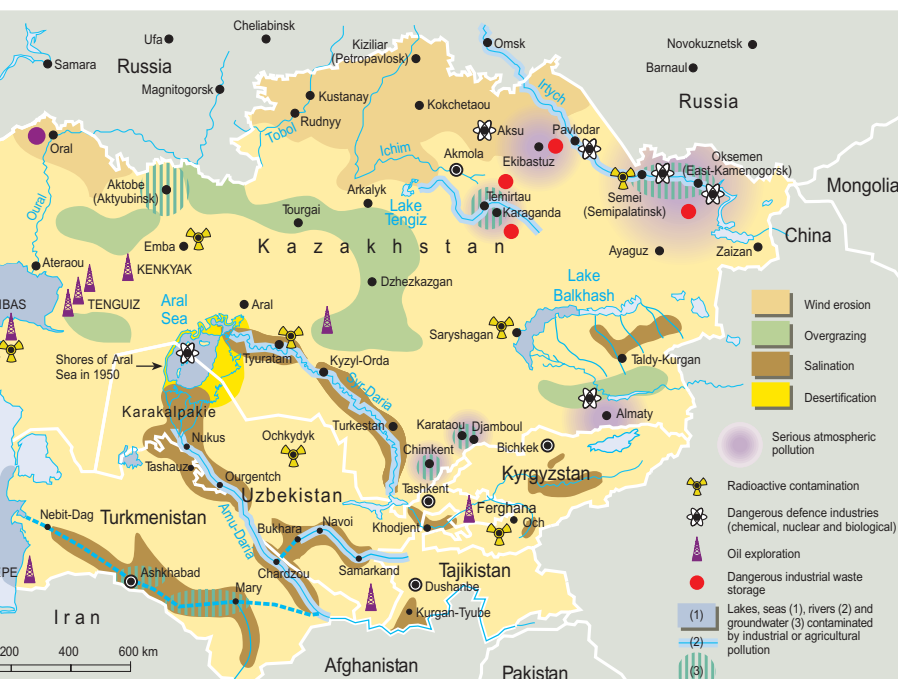 Cheliabinsk
Ufa
Samara
Russia
Magnitogorsk
Kiziliar
(Petropavlosk)
Omsk
Novokuznetsk
Barnaul
Russia
Kustanay
Rudnyy
Kokchetaou
Irtych
Tobol
Aksu
Pavlodar
Oral
Ichim
Akmola
Ekibastuz
Oksemen
(East-Kamenogorsk)
Mongolia
Aktobe
(Aktyubinsk)
Arkalyk
Lake
Tengiz
Temirtau
Karaganda
Semei
(Semipalatinsk)
Oural
Tourgai
Emba
Kazakhstan
Ayaguz
Zaizan
China
Ateraou
KENKYAK
Dzhezkazgan
Lake
Balkhash
IBAS
TENGUIZ
Aral
Sea
Aral
Saryshagan
Wind erosion
Overgrazing
Salination
Desertification
Shores of Aral
Sea in 1950
Tyuratam
Kyzyl-Orda
Taldy-Kurgan
Syr-Daria
Karakalpakie
Almaty
Turkestan
Karataou
Djamboul
Nukus
Ochkydyk
Bichkek
Serious atmospheric
pollution
Tashauz
Chimkent
Kyrgyzstan
Ourgentch
Uzbekistan
Tashkent
Radioactive contamination
Nebit-Dag
Turkmenistan
Amu-Daria
Bukhara
Navoi
Khodjent
Ferghana
Och
Dangerous defence industries
(chemical, nuclear and biological)
Oil exploration
PE
Ashkhabad
Chardzou
Samarkand
Tajikistan
Dushanbe
Dangerous industrial waste
storage
Mary
Kurgan-Tyube
Iran
(1)
Lakes, seas (1), rivers (2) and
groundwater (3) contaminated
by industrial or agricultural
pollution
(2)
(3)
200
400
600 km
Afghanistan
Pakistan